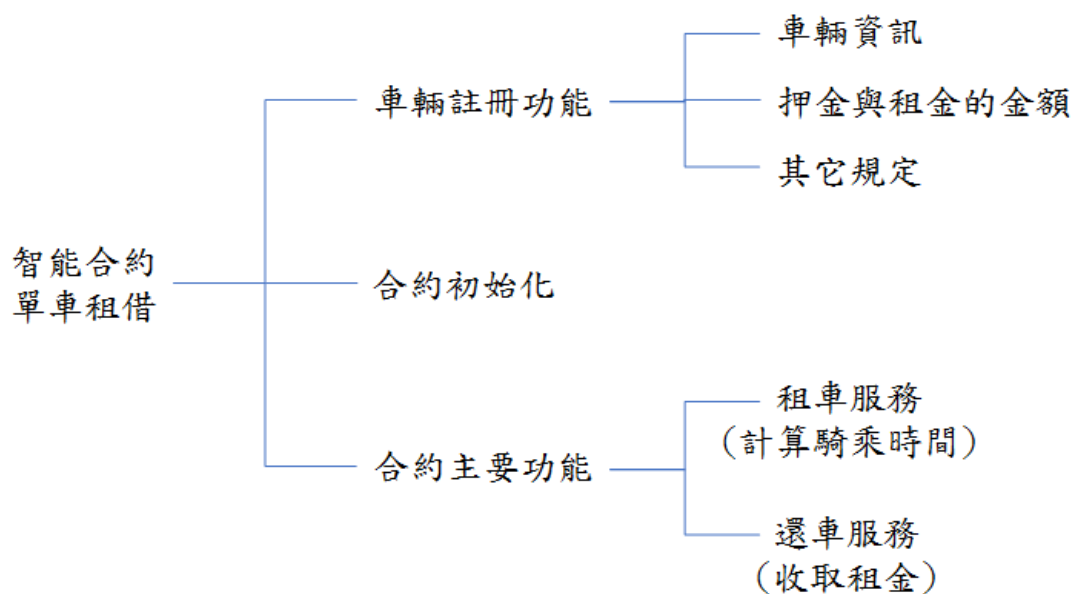 智能合約
單車租借
車輛註冊功能
車輛資訊
押金與租金的金額
其它規定
合約初始化
合約主要功能
租車服務
(計算騎乘時間)
還車服務
(收取租金)